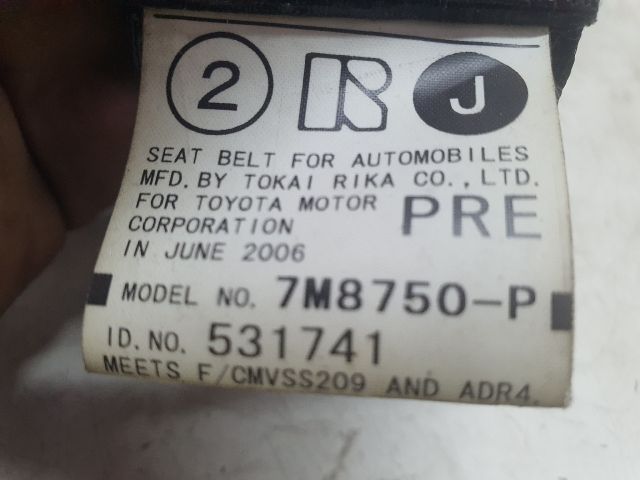 2 R J
SEAT BELT FOR AUTOMOBILES
MFD. BY TOKAI RIKA CO., LTD.
FOR TOYOTA MOTOR
CORPORATION PRE
IN JUNE 2006
MODEL NO. 7M8750-P
ID. NO. 531741
MEETS F/CMVSS209 AND ADR4.